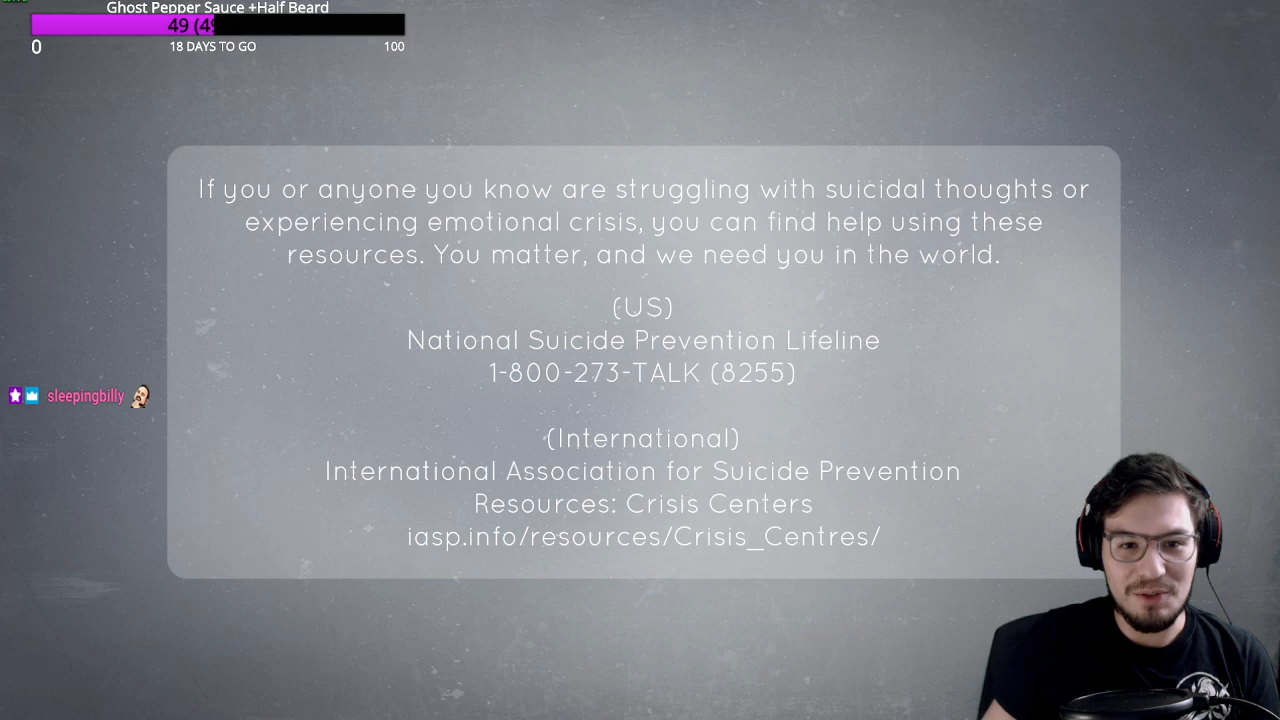 Ghost Pepper Sauce +Half Beard
49 (49
0
18 DAYS TO GO
100
If you or anyone you know are struggling with suicidal thoughts or
experiencing emotional crisis, you can find help using these
resources. You matter, and we need you in the world.
(US)
National Suicide Prevention Lifeline
1-800-273-TALK (8255)
sleepingbilly
(International)
International Association for Suicide Prevention
Resources: Crisis Centers
iasp.info/resources/Crisis_Centres/